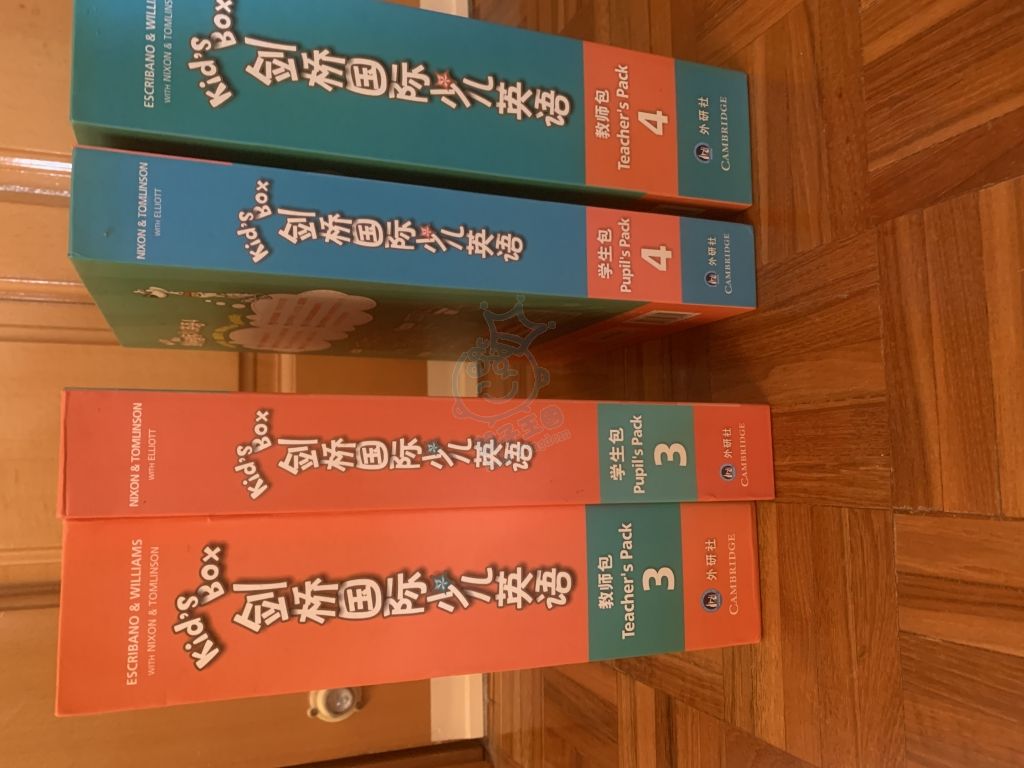 ESCRIBANO & WILLIAMS
WITH NIXON & TOMLINSON
Kid's Box
剑桥国际少儿英语
教师包
Teacher's Pack
4
外研社
CAMBRIDGE
NIXON & TOMLINSON
WITH ELLIOTT
Kid's Box
剑桥国际少儿英语
学生包
Pupil's Pack
4
外研社
CAMBRIDGE
NIXON & TOMLINSON
WITH ELLIOTT
Kid's Box
剑桥国际少儿英语
学生包
Pupil's Pack
3
外研社
CAMBRIDGE
ESCRIBANO & WILLIAMS
WITH NIXON & TOMLINSON
Kid's Box
剑桥国际少儿英语
教师包
Teacher's Pack
3
外研社
CAMBRIDGE